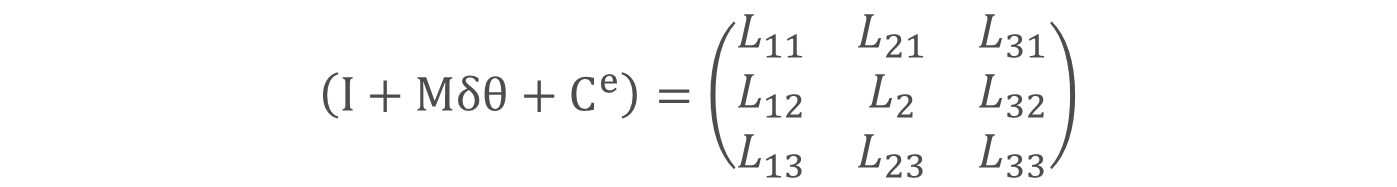 (I + Mδθ + Cᵉ) = 
L₁₁ L₂₁ L₃₁
L₁₂ L₂ L₃₂
L₁₃ L₂₃ L₃₃